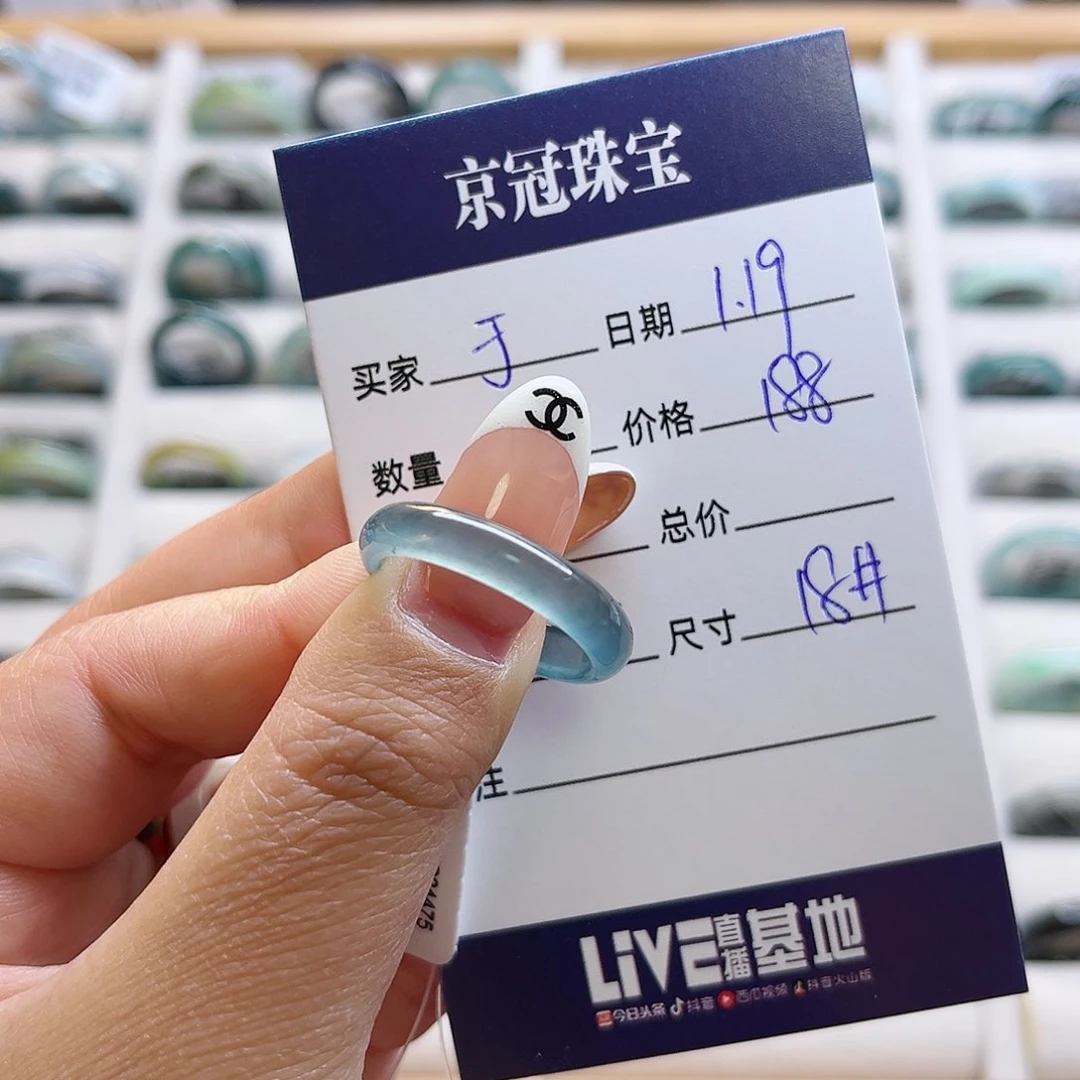 京冠珠宝
买家 于 日期 1.19
数量 价格 188
总价
尺寸 18#
注
LiVE直播基地
今日头条 抖音 西瓜视频 抖音火山版